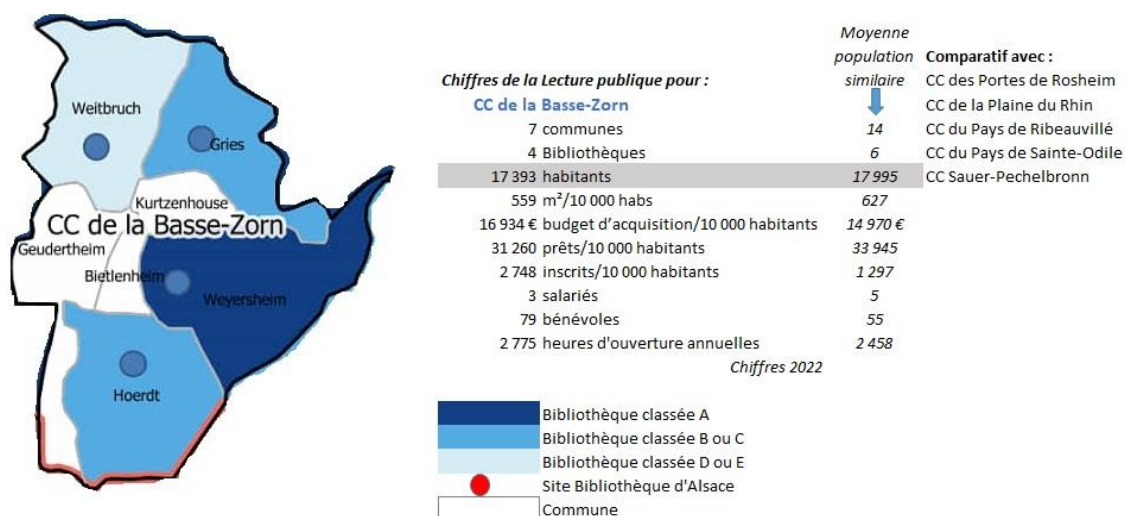 Weitbruch
Gries
Kurtzenhouse
CC de la Basse-Zorn
Geudertheim
Bietlenheim
Weyersheim
Hoerdt
Moyenne
population
similaire
Comparatif avec :
Chiffres de la Lecture publique pour :
CC des Portes de Rosheim
CC de la Basse-Zorn
CC de la Plaine du Rhin
7 communes 14 CC du Pays de Ribeauvillé
4 Bibliothèques 6 CC du Pays de Sainte-Odile
17 393 habitants 17 995 CC Sauer-Pechelbronn
559 m²/10 000 habs 627
16 934 € budget d'acquisition/10 000 habitants 14 970 €
31 260 prêts/10 000 habitants 33 945
2 748 inscrits/10 000 habitants 1 297
3 salariés 5
79 bénévoles 55
2 775 heures d'ouverture annuelles 2 458
Chiffres 2022
Bibliothèque classée A
Bibliothèque classée B ou C
Bibliothèque classée D ou E
Site Bibliothèque d'Alsace
Commune